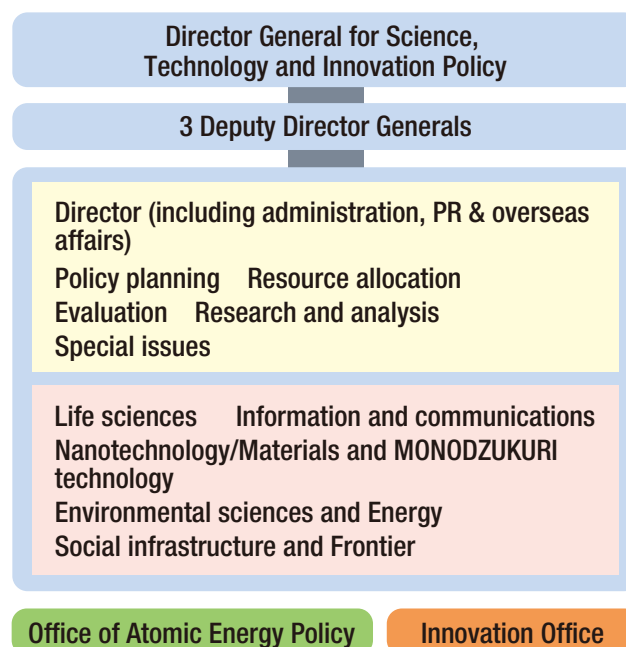 Director General for Science,
Technology and Innovation Policy
3 Deputy Director Generals
Director (including administration, PR & overseas
affairs)
Policy planning Resource allocation
Evaluation Research and analysis
Special issues
Life sciences Information and communications
Nanotechnology/Materials and MONODZUKURI
technology
Environmental sciences and Energy
Social infrastructure and Frontier
Office of Atomic Energy Policy Innovation Office